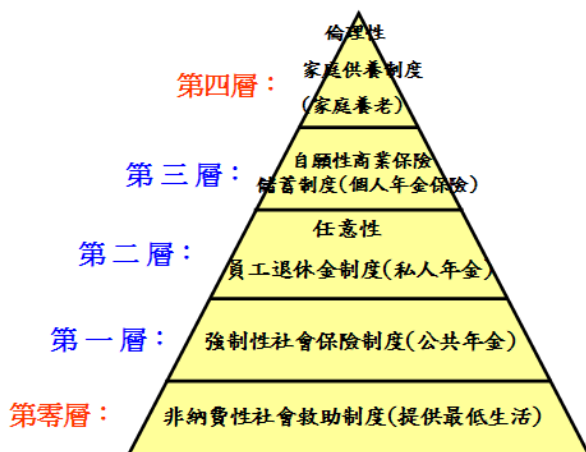 倫理性
第四層：
家庭供養制度
(家庭養老)
第三層：
自願性商業保險
儲蓄制度(個人年金保險)
第二層：
任意性
員工退休金制度(私人年金)
第一層：
強制性社會保險制度(公共年金)
第零層：
非納費性社會救助制度(提供最低生活)